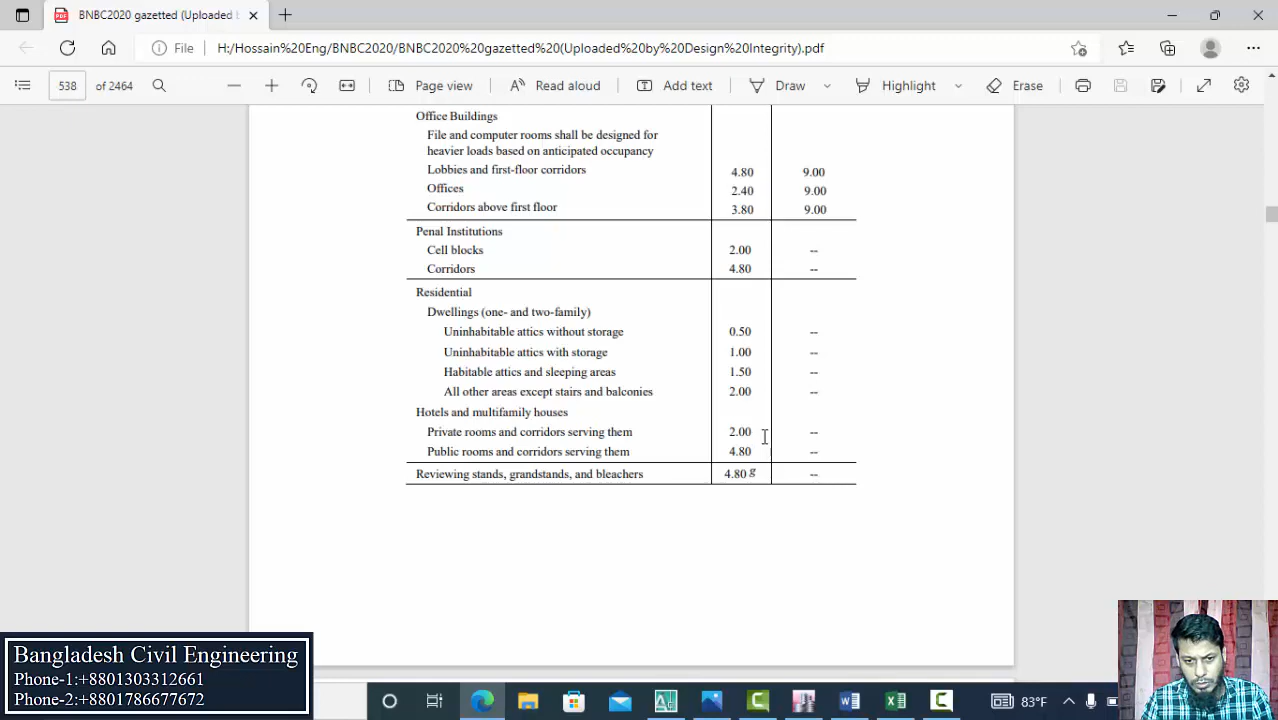 BNBC2020 gazetted (Uploaded b
File H:/Hossain%20Eng/BNBC2020/BNBC2020%20gazetted%20(Uploaded%20by%20Design%20Integrity).pdf
538 of 2464 Page view Read aloud Add text Draw Highlight Erase
Office Buildings
File and computer rooms shall be designed for
heavier loads based on anticipated occupancy
Lobbies and first-floor corridors 4.80 9.00
Offices 2.40 9.00
Corridors above first floor 3.80 9.00
Penal Institutions
Cell blocks 2.00 --
Corridors 4.80 --
Residential
Dwellings (one- and two-family)
Uninhabitable attics without storage 0.50 --
Uninhabitable attics with storage 1.00 --
Habitable attics and sleeping areas 1.50 --
All other areas except stairs and balconies 2.00 --
Hotels and multifamily houses
Private rooms and corridors serving them 2.00 --
Public rooms and corridors serving them 4.80 --
Reviewing stands, grandstands, and bleachers 4.80 g --
Bangladesh Civil Engineering
Phone-1:+8801303312661
Phone-2:+8801786677672
83°F